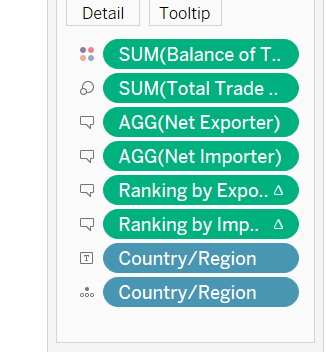 Detail
Tooltip
SUM(Balance of T..
SUM(Total Trade ..
AGG(Net Exporter)
AGG(Net Importer)
Ranking by Expo.. Δ
Ranking by Imp.. Δ
T Country/Region
Country/Region